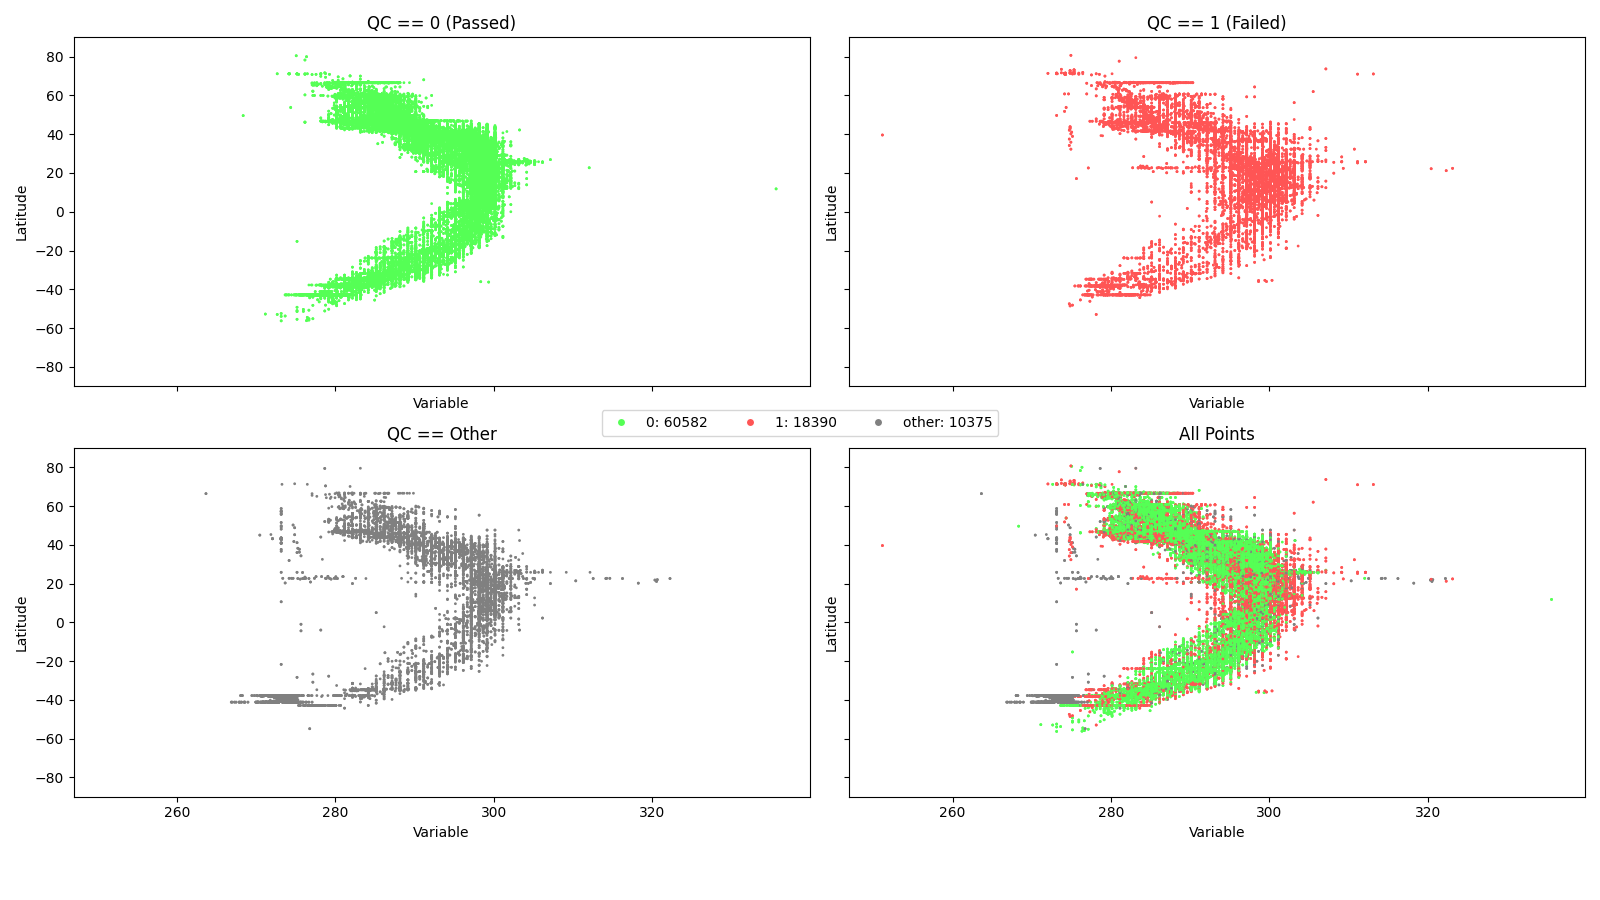 QC == 0 (Passed)
QC == 1 (Failed)
80
60
40
20
0
−20
−40
−60
−80
Latitude
Latitude
Variable
Variable
0: 60582
1: 18390
other: 10375
QC == Other
All Points
80
60
40
20
0
−20
−40
−60
−80
Latitude
Latitude
260
280
300
320
260
280
300
320
Variable
Variable